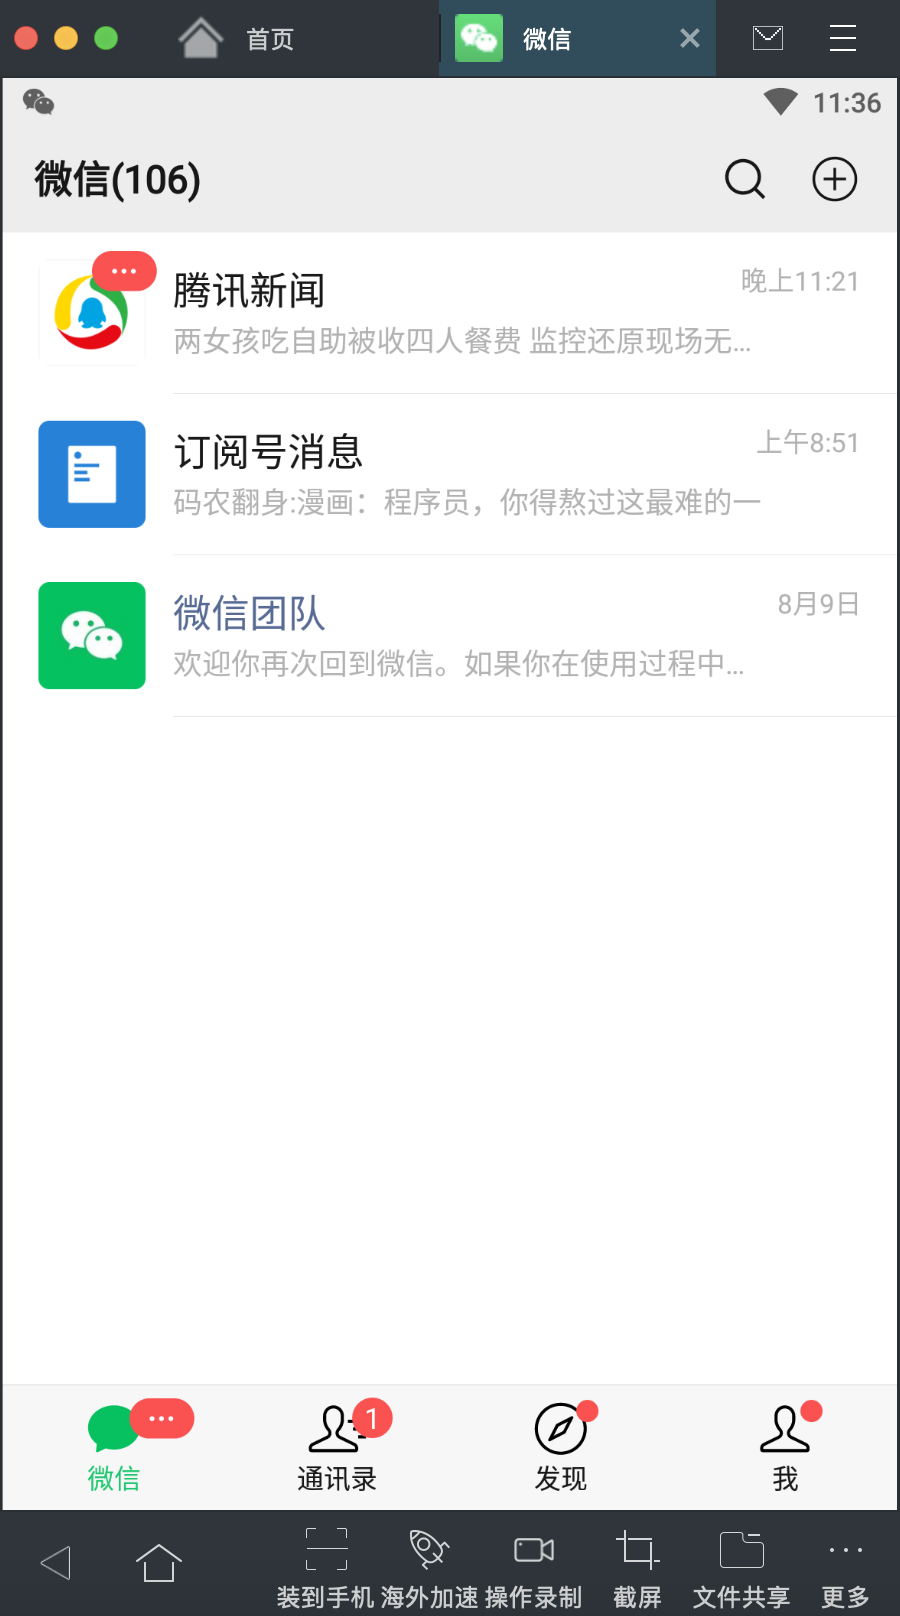 首页
微信
11:36
微信(106)
腾讯新闻
晚上11:21
两女孩吃自助被收四人餐费 监控还原现场无...
订阅号消息
上午8:51
码农翻身:漫画：程序员，你得熬过这最难的一
微信团队
8月9日
欢迎你再次回到微信。如果你在使用过程中...
1
微信 通讯录 发现 我
装到手机 海外加速 操作录制 截屏 文件共享 更多